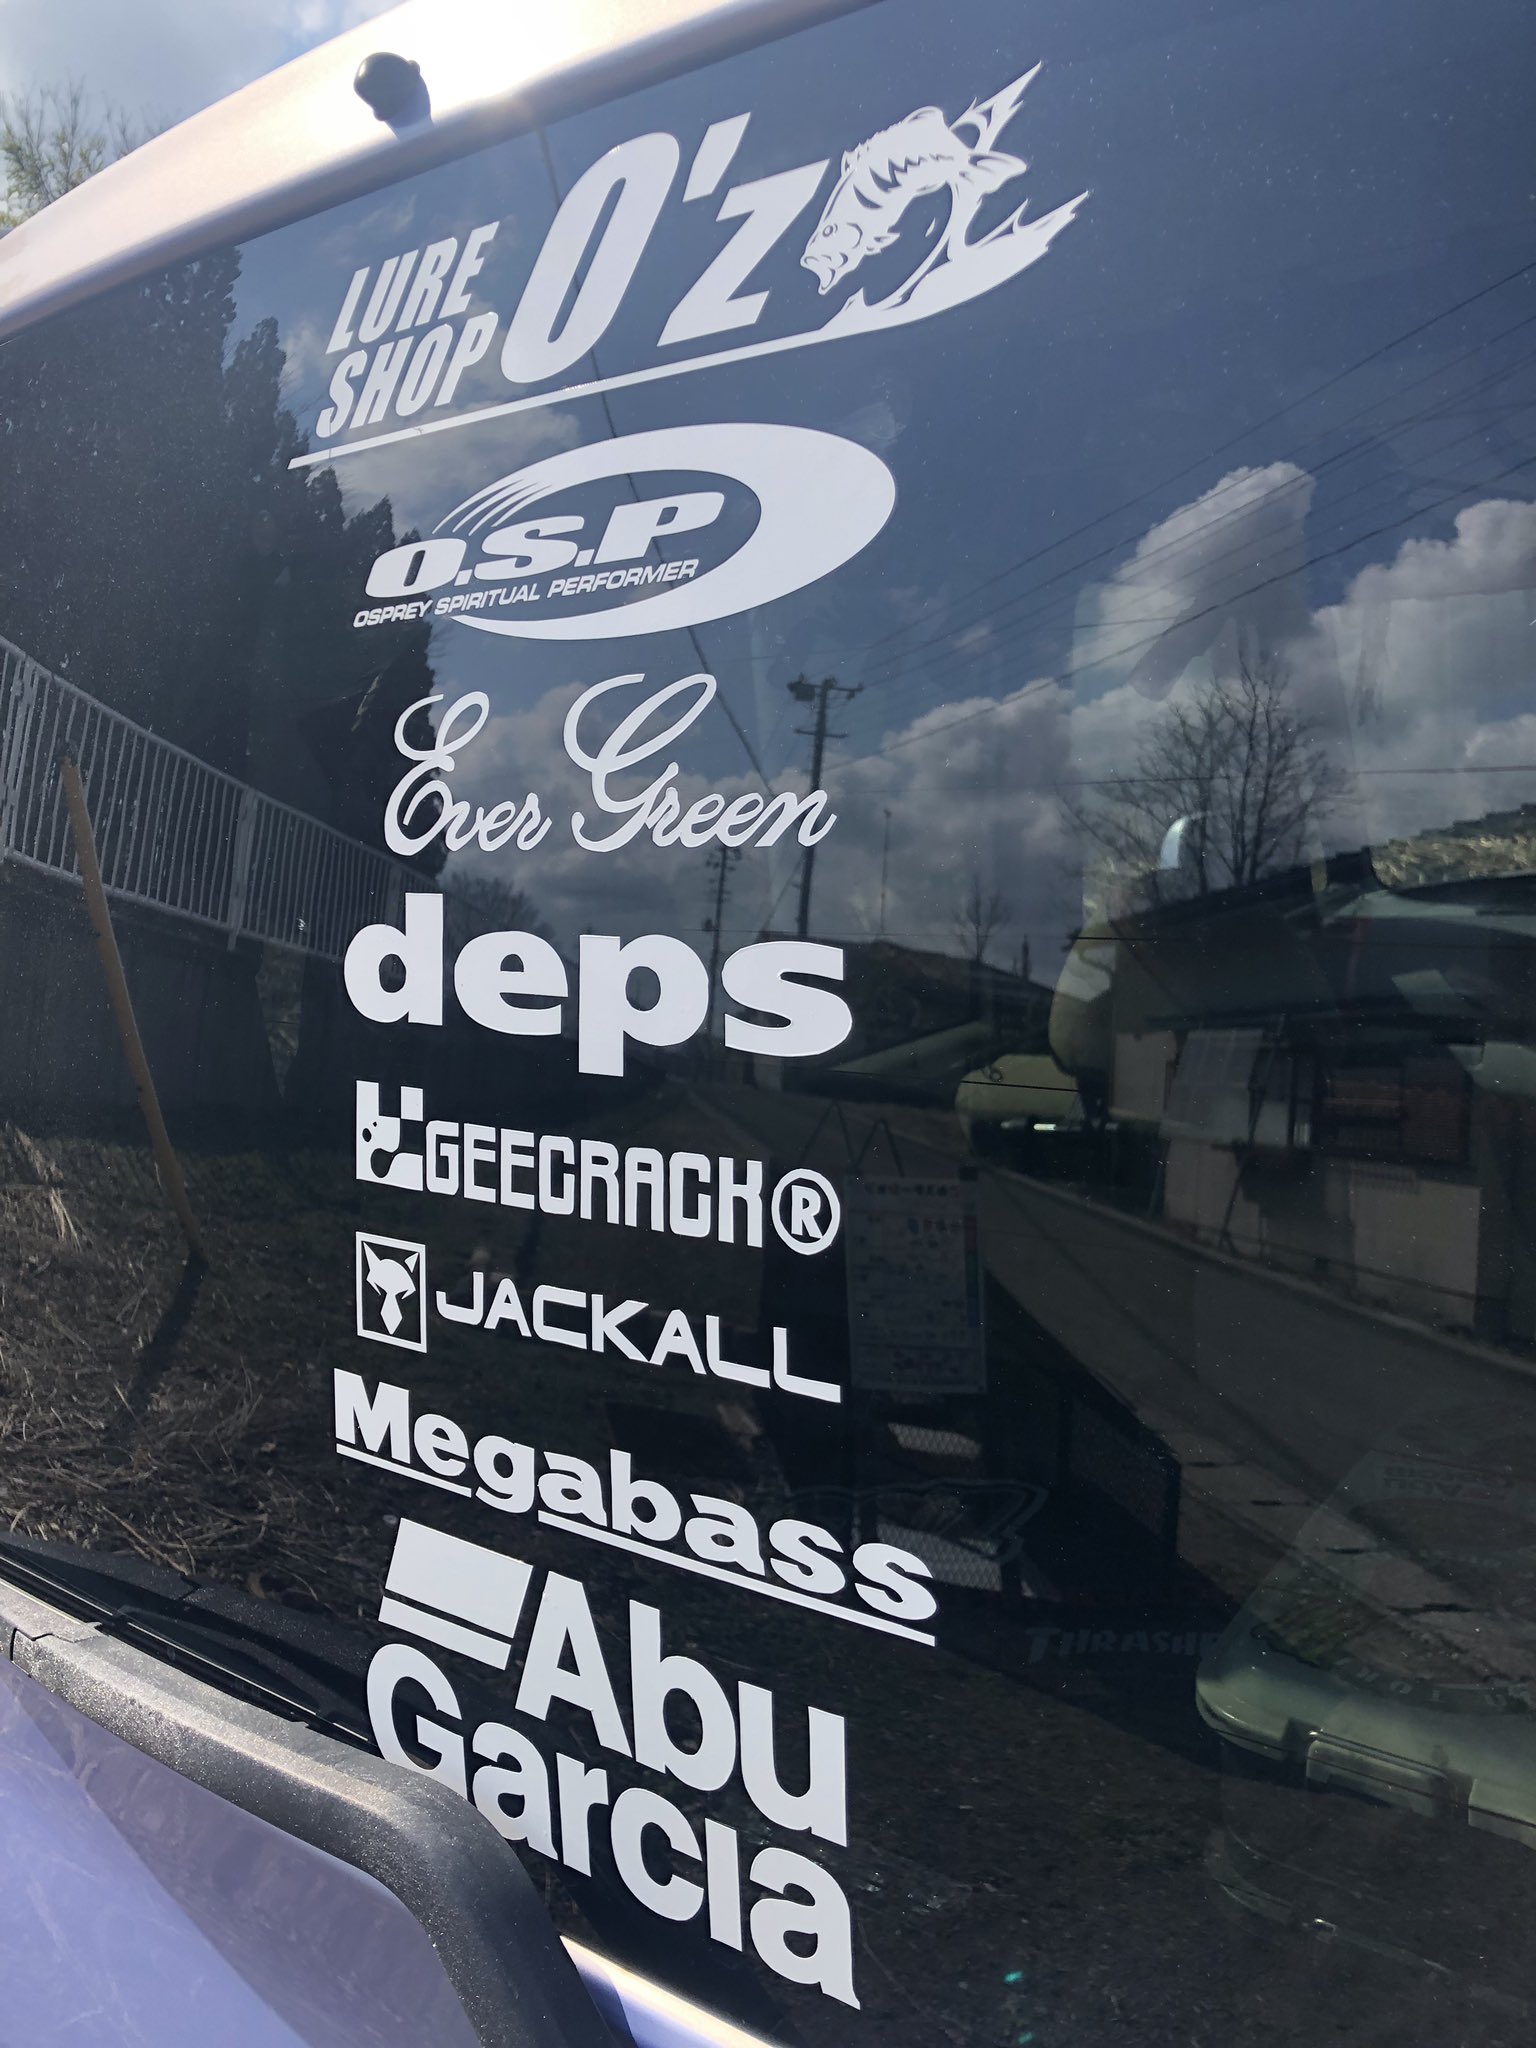 LURE
SHOP
O'z
O.S.P
OSPREY SPIRITUAL PERFORMER
Ever Green
deps
GEECRACK®
JACKALL
Megabass
Abu
Garcia